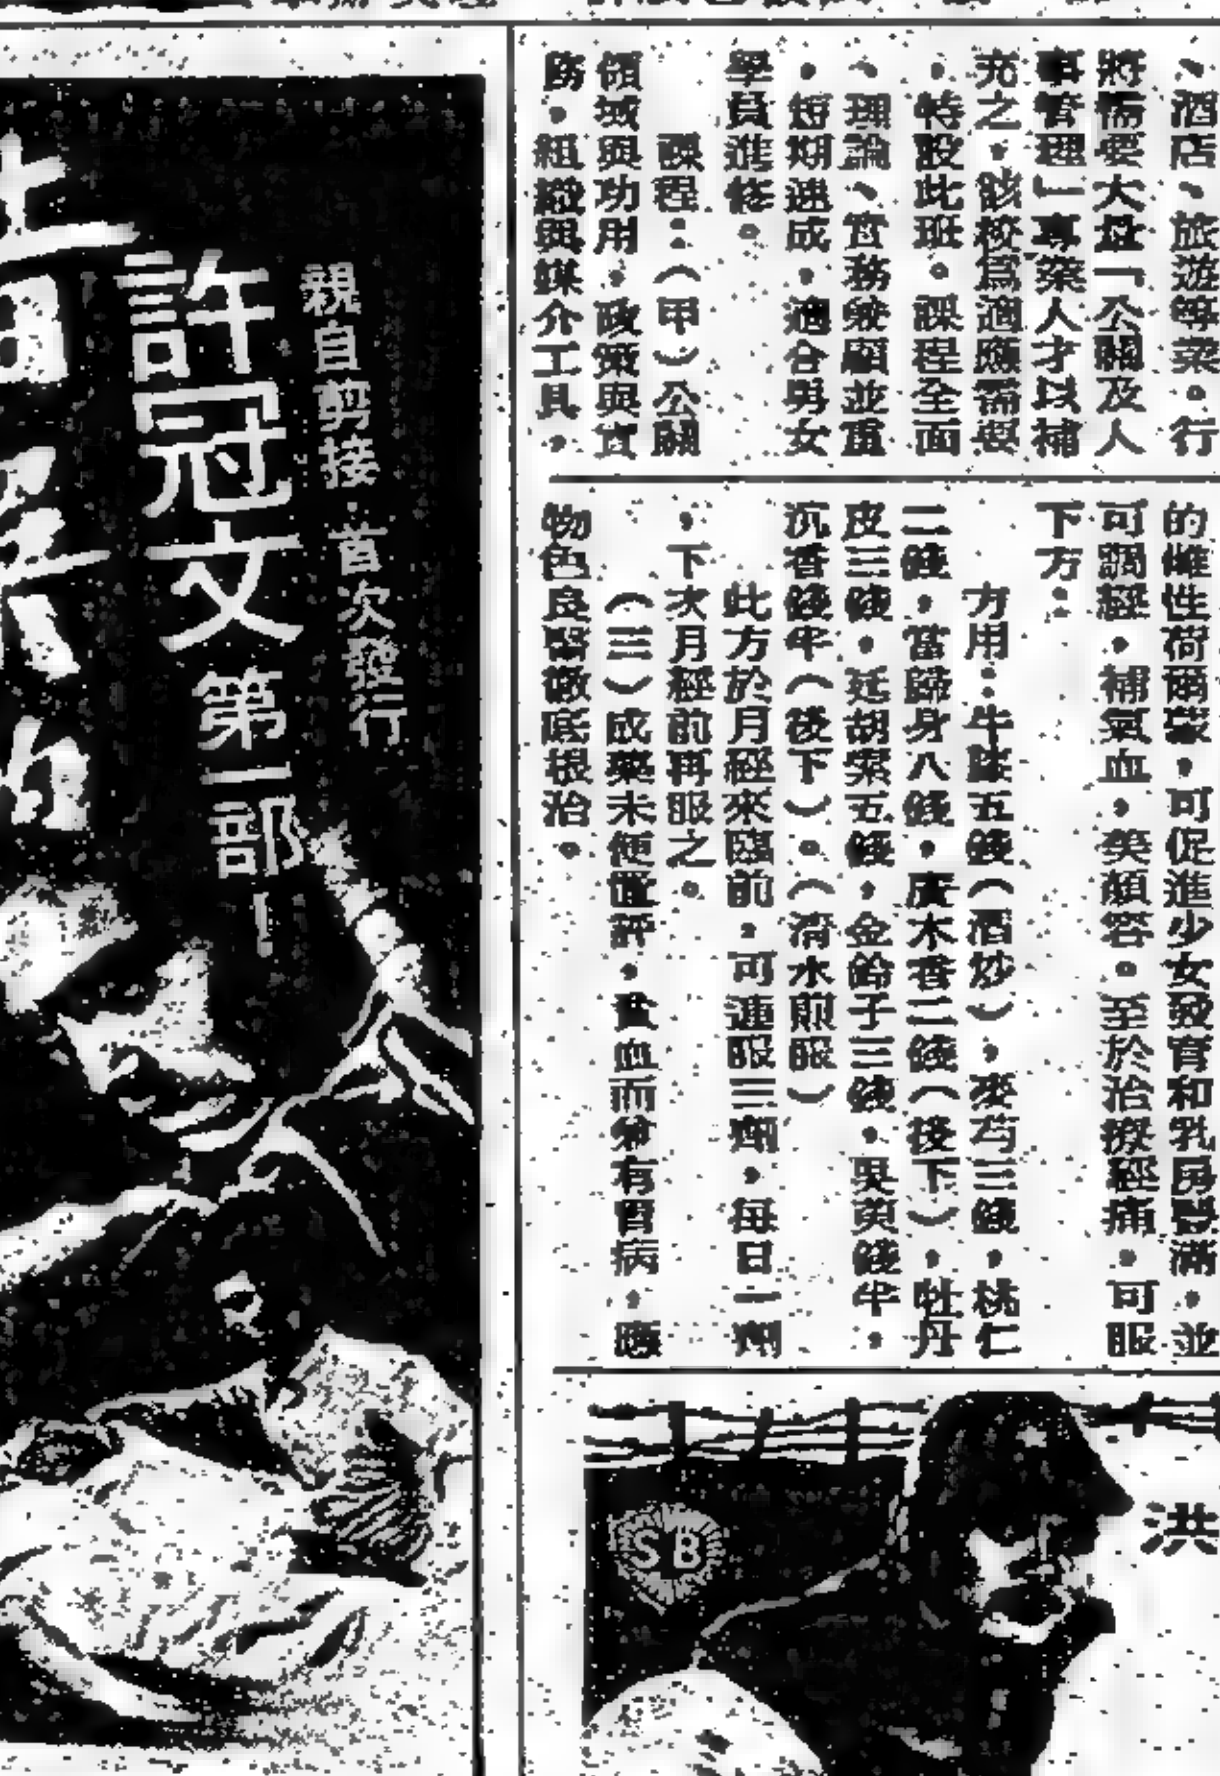 、酒店、旅遊等業。行
將需要大量「公關及人
事管理」專業人才以補
充之,該校爲適應需要
,特設此班。課程全面
、理論、實務兼顧並重
,短期速成,適合男女
學員進修。
課程:(甲)公關
領域與功用,政策與實
務,組織與媒介工具,
的雌性荷爾蒙,可促進少女發育和乳房豐滿,並
可調經,補氣血,美顏容。至於治療經痛,可服
下方:
方用:牛膝五錢(酒炒),麥芍三錢,桃仁
二錢,當歸身八錢,廣木香二錢(後下),牡丹
皮三錢,延胡索五錢,金鈴子三錢,吳萸錢半,
沉香錢半(後下)。(清水煎服)
此方於月經來臨前,可連服三劑,每日一劑
,下次月經前再服之。
(三)成藥未便置評,貧血而兼有胃病,應
物色良醫徹底根治。
親自剪接·首次發行
許冠文第一部!
的
SB
洪